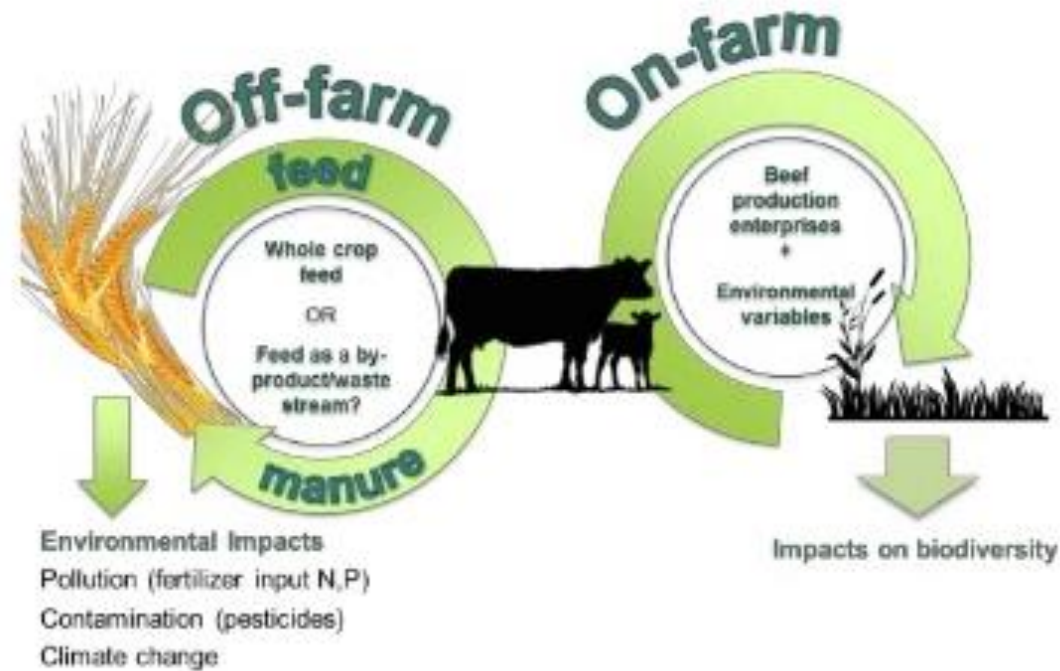 Off-farm
feed
Whole crop
feed
OR
Feed as a by-
product/waste
stream?
manure
On-farm
Beef
production
enterprises
+
Environmental
variables
Environmental Impacts
Pollution (fertilizer input N,P)
Contamination (pesticides)
Climate change
Impacts on biodiversity